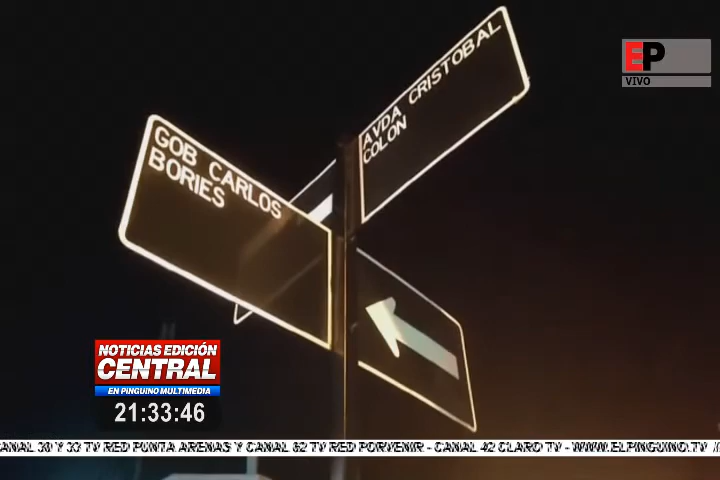 EP
VIVO
AVDA CRISTOBAL
COLON
GOB CARLOS
BORIES
NOTICIAS EDICIÓN
CENTRAL
EN PINGUINO MULTIMEDIA
21:33:46
CANAL 30 Y 33 TV RED PUNTA ARENAS Y CANAL 62 TV RED PORVENIR - CANAL 42 CLARO TV - WWW.ELPINGUINO.TV